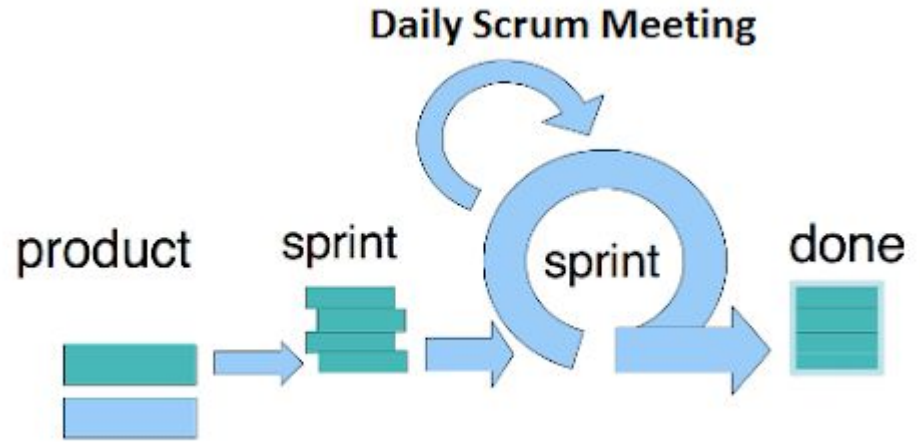 Daily Scrum Meeting
product
sprint
sprint
done